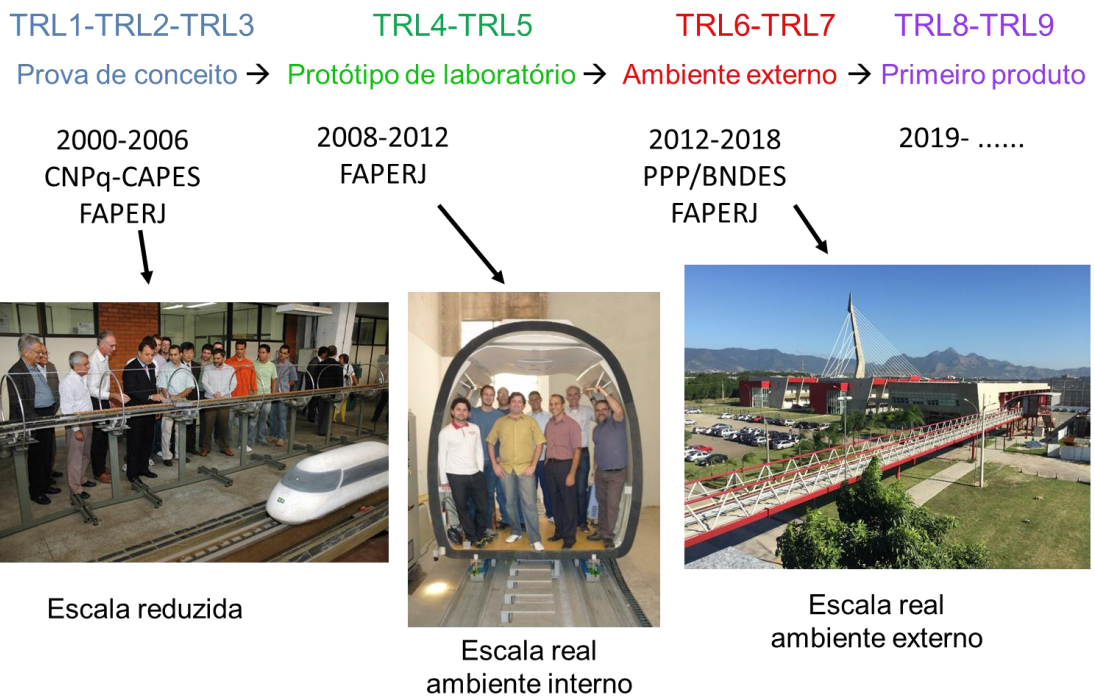 TRL1-TRL2-TRL3
TRL4-TRL5
TRL6-TRL7
TRL8-TRL9
Prova de conceito → Protótipo de laboratório → Ambiente externo → Primeiro produto
2000-2006
CNPq-CAPES
FAPERJ
2008-2012
FAPERJ
2012-2018
PPP/BNDES
FAPERJ
2019- ......
Escala reduzida
Escala real
ambiente interno
Escala real
ambiente externo